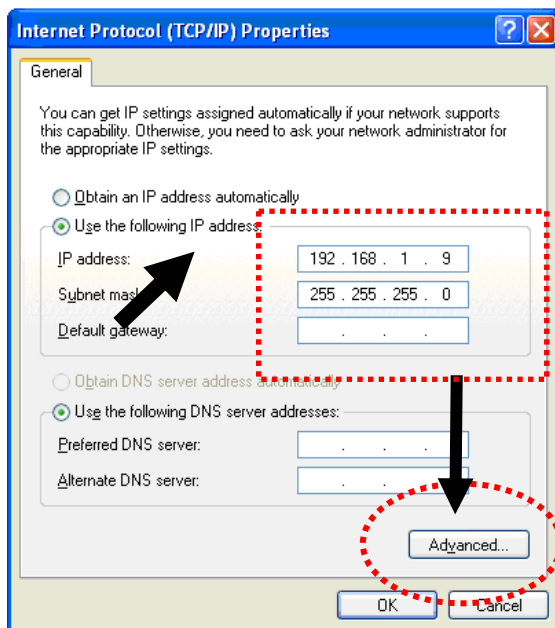 Internet Protocol (TCP/IP) Properties
General
You can get IP settings assigned automatically if your network supports
this capability. Otherwise, you need to ask your network administrator for
the appropriate IP settings.
Obtain an IP address automatically
Use the following IP address:
IP address: 192 . 168 . 1 . 9
Subnet mask 255 . 255 . 255 . 0
Default gateway: . . .
Obtain DNS server address automatically
Use the following DNS server addresses:
Preferred DNS server: . .
Alternate DNS server: . .
Advanced...
OK Cancel